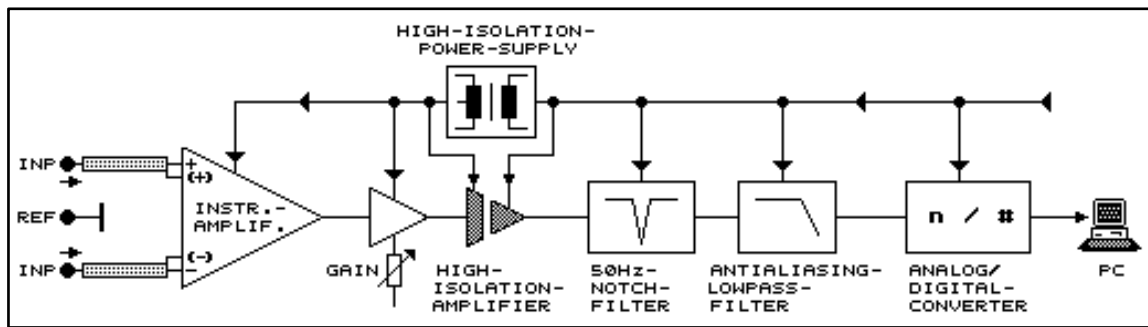 HIGH-ISOLATION-
POWER-SUPPLY
INP
+
(+)
REF
INSTR.-
AMPLIF.
(-)
-
INP
GAIN
HIGH-
ISOLATION-
AMPLIFIER
50Hz-
NOTCH-
FILTER
ANTIALIASING-
LOWPASS-
FILTER
n / #
ANALOG/
DIGITAL-
CONVERTER
PC